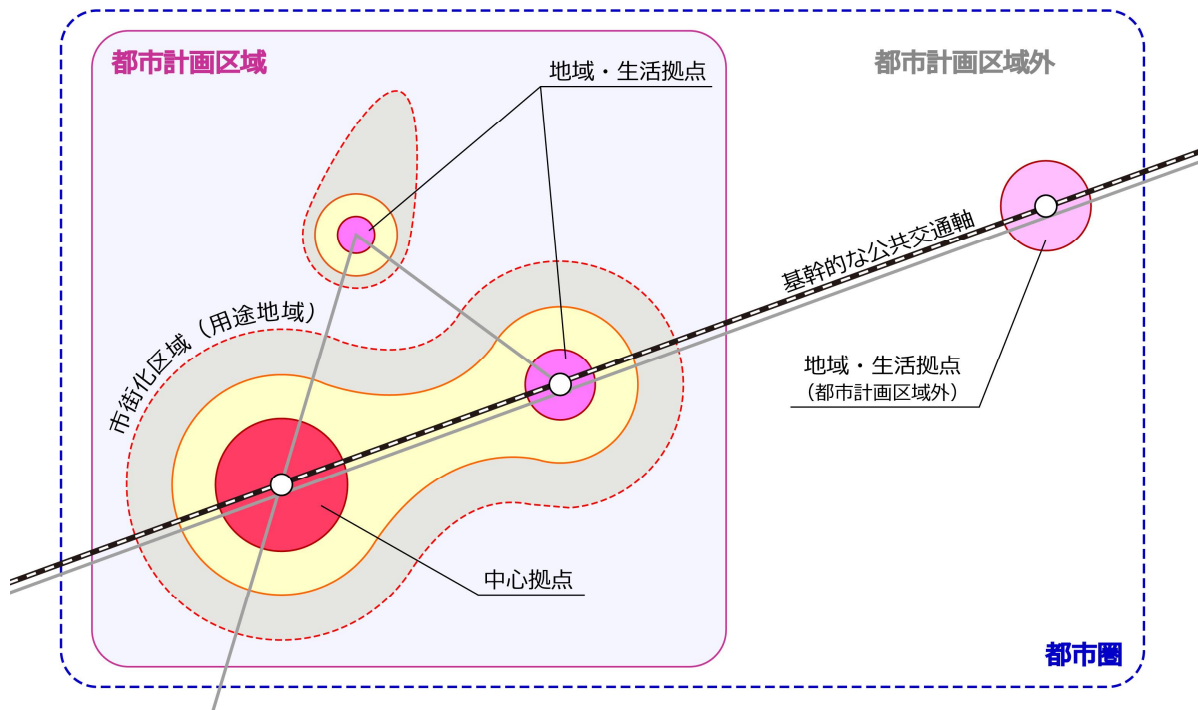 都市計画区域
都市計画区域外
地域・生活拠点
基幹的な公共交通軸
市街化区域（用途地域）
地域・生活拠点
（都市計画区域外）
中心拠点
都市圏